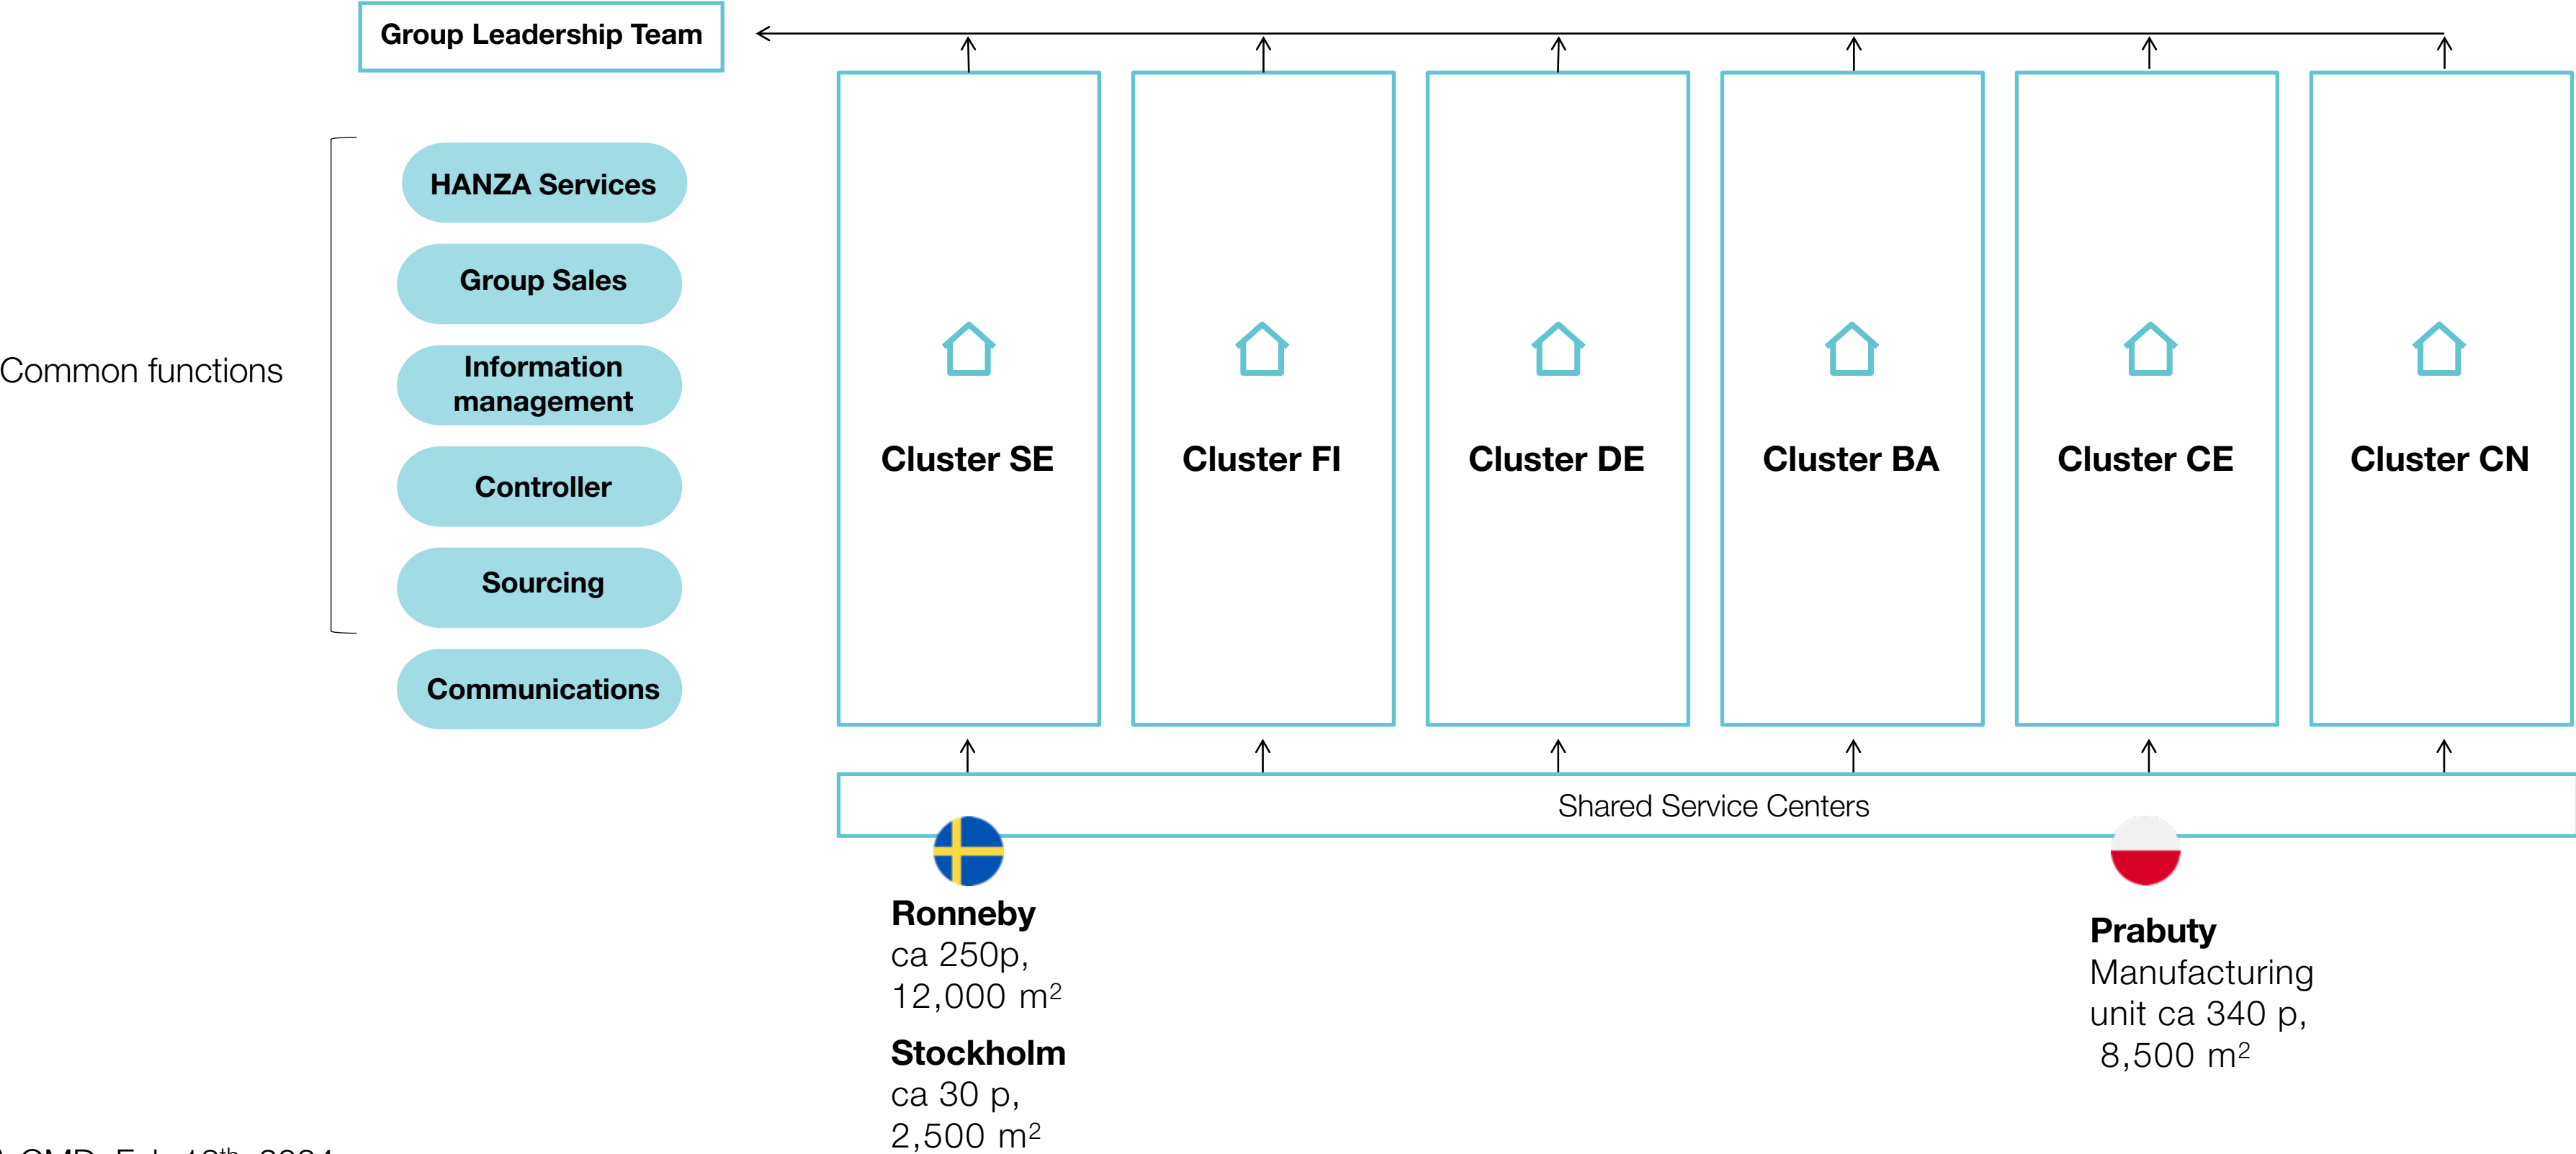 Group Leadership Team
HANZA Services
Group Sales
Information
management
Controller
Sourcing
Communications
Common functions
Cluster SE
Cluster FI
Cluster DE
Cluster BA
Cluster CE
Cluster CN
Shared Service Centers
Ronneby
ca 250p,
12,000 m²
Stockholm
ca 30 p,
2,500 m²
Prabuty
Manufacturing
unit ca 340 p,
8,500 m²